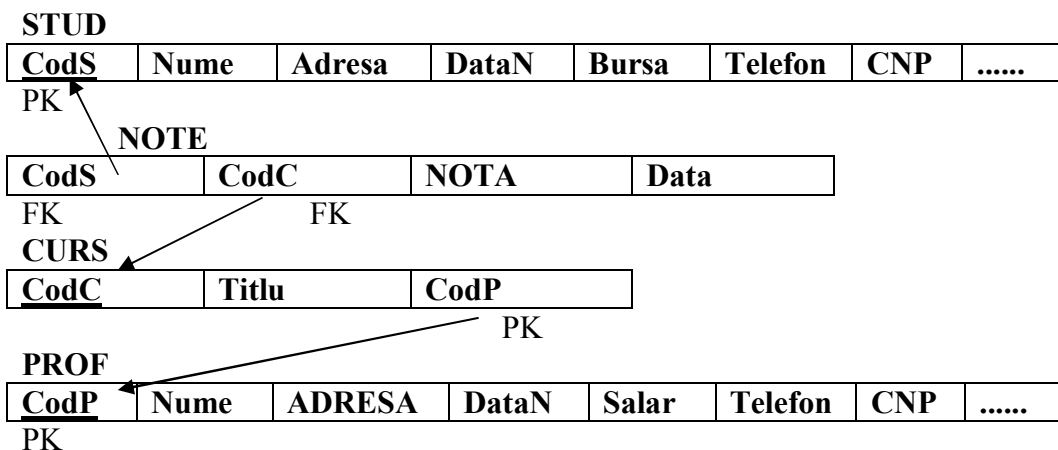 STUD
CodS Nume Adresa DataN Bursa Telefon CNP ......
PK
NOTE
CodS CodC NOTA Data
FK FK
CURS
CodC Titlu CodP
PK
PROF
CodP Nume ADRESA DataN Salar Telefon CNP ......
PK